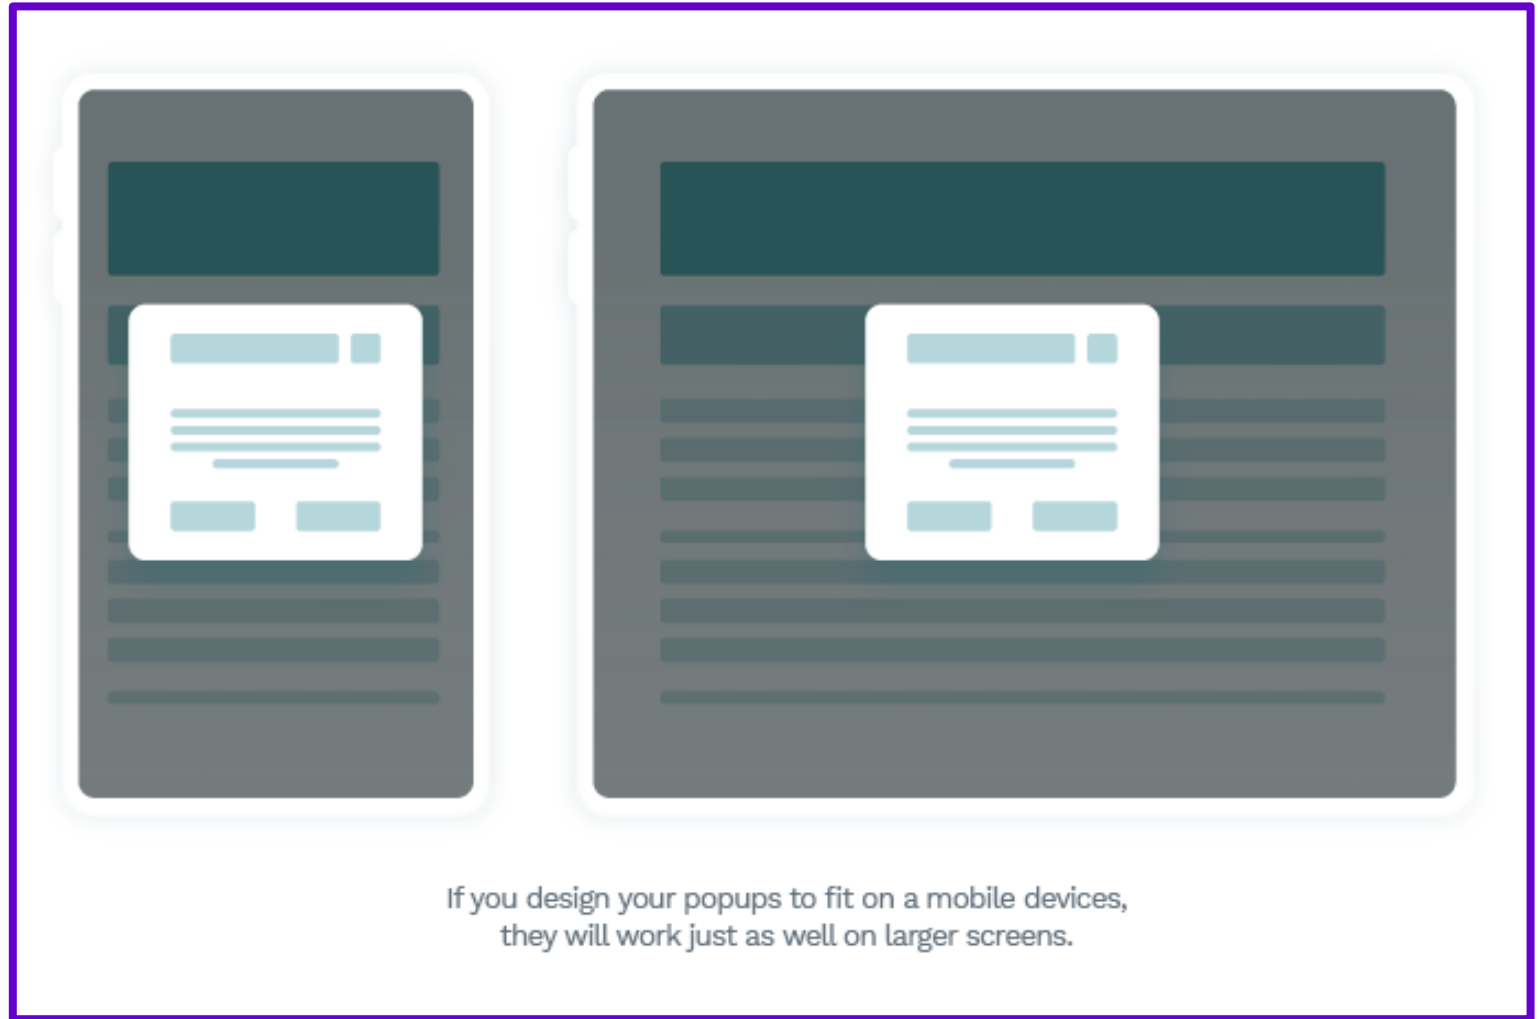 If you design your popups to fit on a mobile devices,
they will work just as well on larger screens.